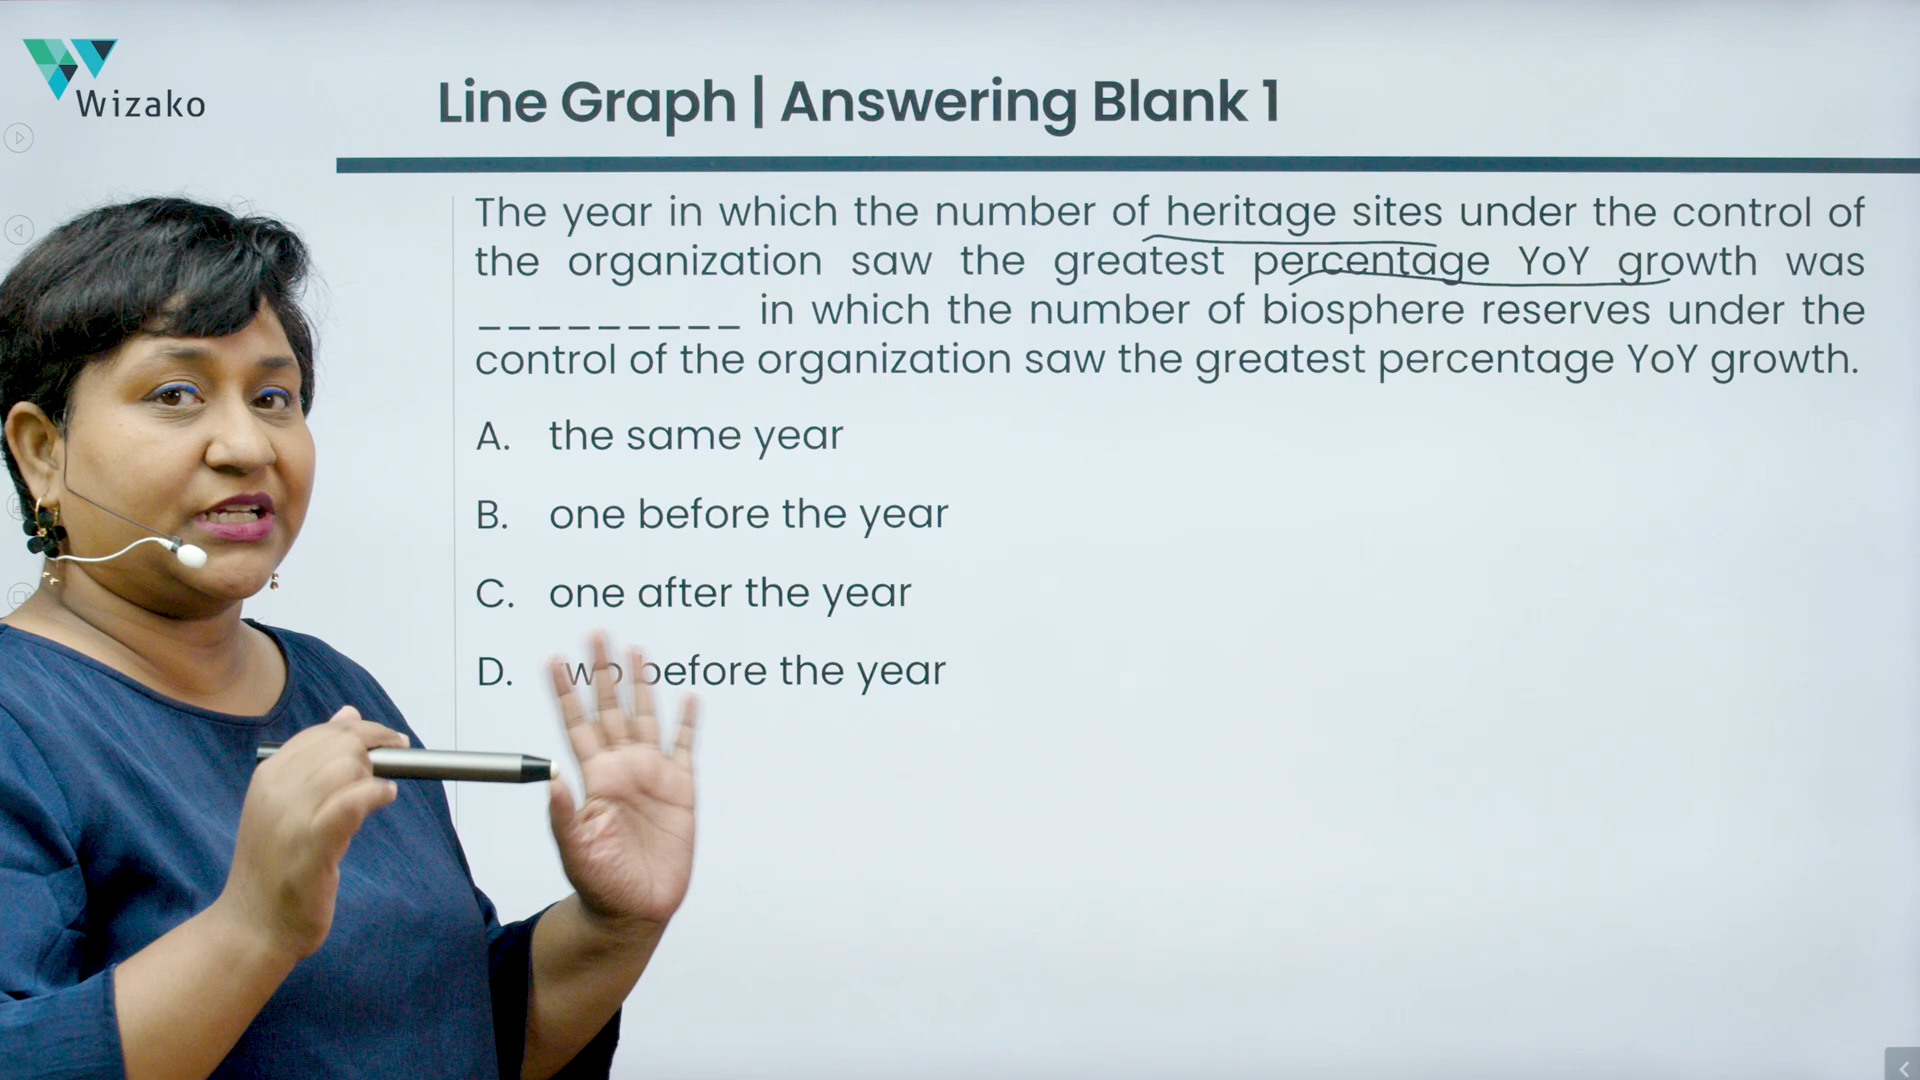 Wizako
Line Graph | Answering Blank 1
The year in which the number of heritage sites under the control of
the organization saw the greatest percentage YoY growth was
_________ in which the number of biosphere reserves under the
control of the organization saw the greatest percentage YoY growth.
A. the same year
B. one before the year
C. one after the year
D. two before the year